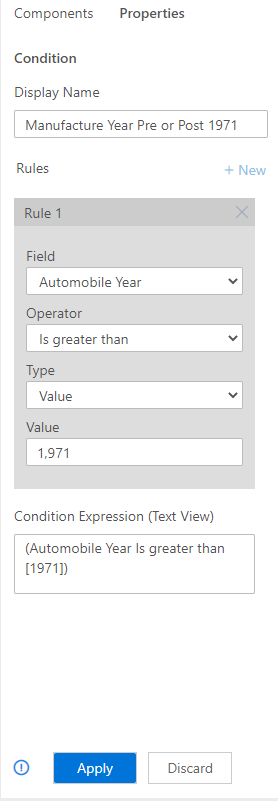 Components Properties
Condition
Display Name
Manufacture Year Pre or Post 1971
Rules + New
Rule 1
Field
Automobile Year
Operator
Is greater than
Type
Value
Value
1,971
Condition Expression (Text View)
(Automobile Year Is greater than
[1971])
Apply Discard